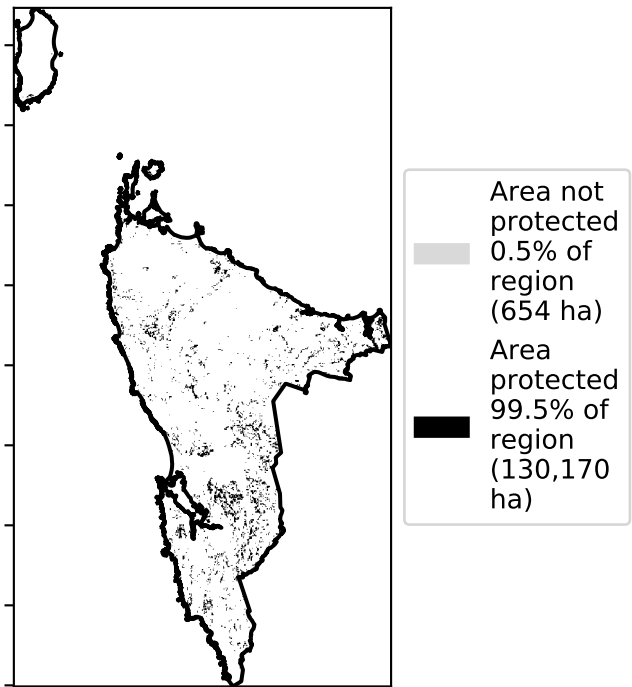 Area not
protected
0.5% of
region
(654 ha)
Area
protected
99.5% of
region
(130,170
ha)